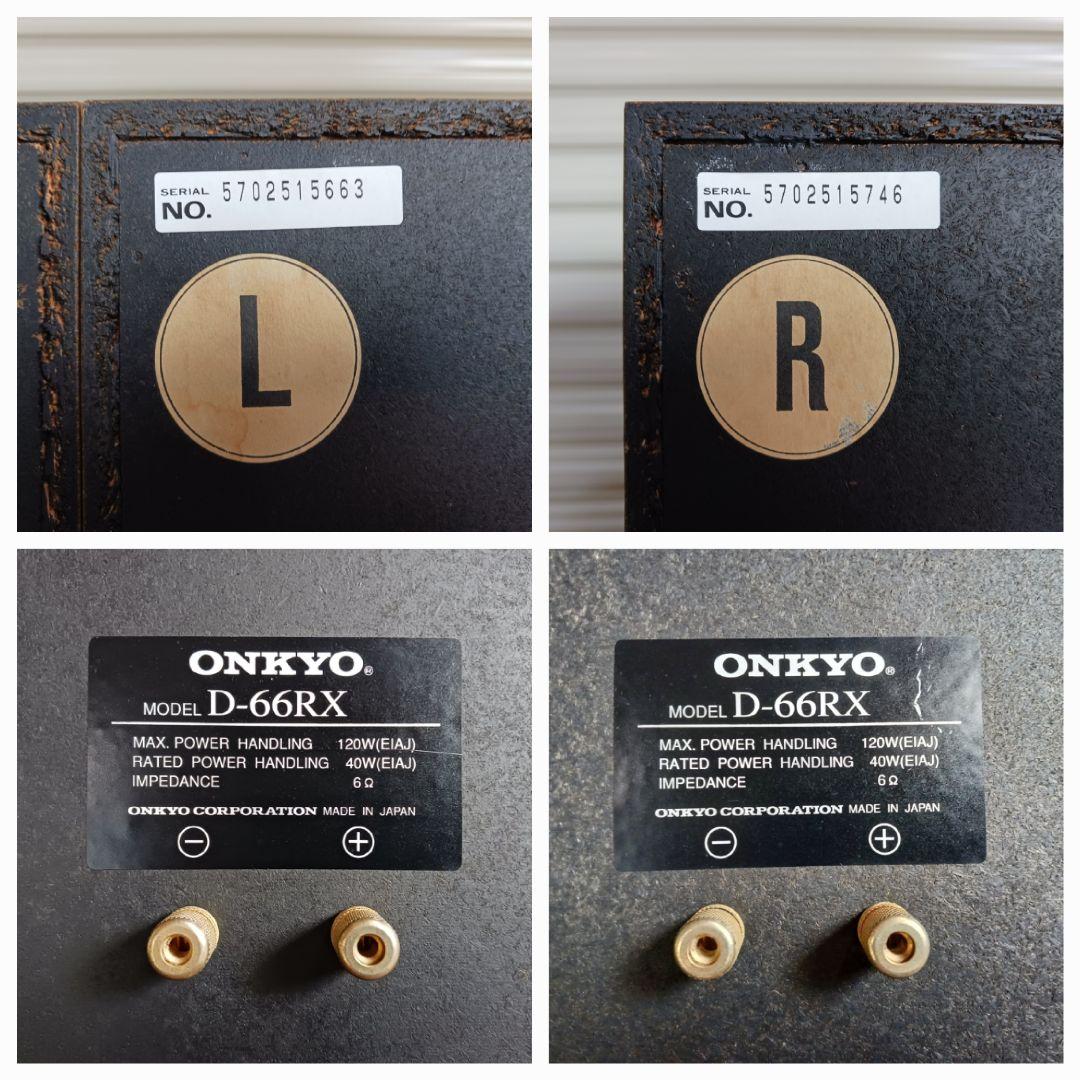 SERIAL
NO. 5702515663
L
SERIAL
NO. 5702515746
R
ONKYO®
MODEL D-66RX
MAX. POWER HANDLING 120W(EIAJ)
RATED POWER HANDLING 40W(EIAJ)
IMPEDANCE 6Ω
ONKYO CORPORATION MADE IN JAPAN
− +
ONKYO®
MODEL D-66RX
MAX. POWER HANDLING 120W(EIAJ)
RATED POWER HANDLING 40W(EIAJ)
IMPEDANCE 6Ω
ONKYO CORPORATION MADE IN JAPAN
− +